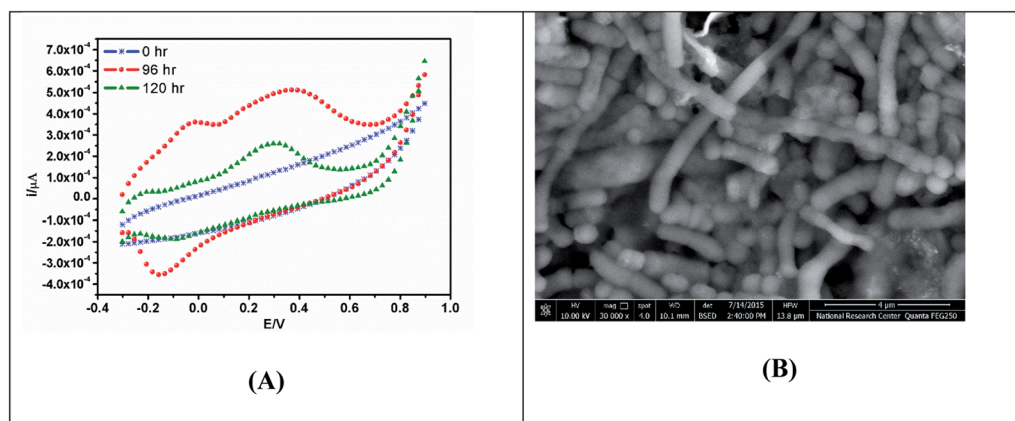 7.0x10⁻⁴
6.0x10⁻⁴
5.0x10⁻⁴
4.0x10⁻⁴
3.0x10⁻⁴
2.0x10⁻⁴
1.0x10⁻⁴
0.0
-1.0x10⁻⁴
-2.0x10⁻⁴
-3.0x10⁻⁴
-4.0x10⁻⁴
i/µA
0 hr
96 hr
120 hr
-0.4 -0.2 0.0 0.2 0.4 0.6 0.8 1.0
E/V
(A)
HV mag spot WD det 7/14/2015 HFW 4 µm
10.00 kV 30 000 x 4.0 10.1 mm BSED 2:40:00 PM 13.8 µm National Research Center Quanta FEG250
(B)